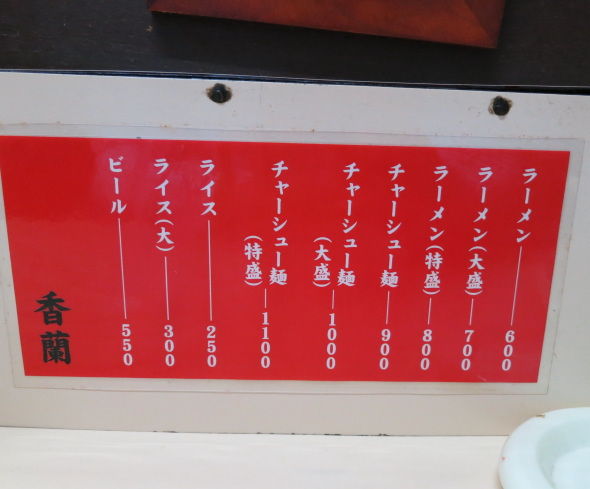 ラーメン――600
ラーメン(大盛)――700
ラーメン(特盛)――800
チャーシュー麺――900
チャーシュー麺(大盛)――1000
チャーシュー麺(特盛)――1100
ライス――250
ライス(大)――300
ビール――550
香蘭